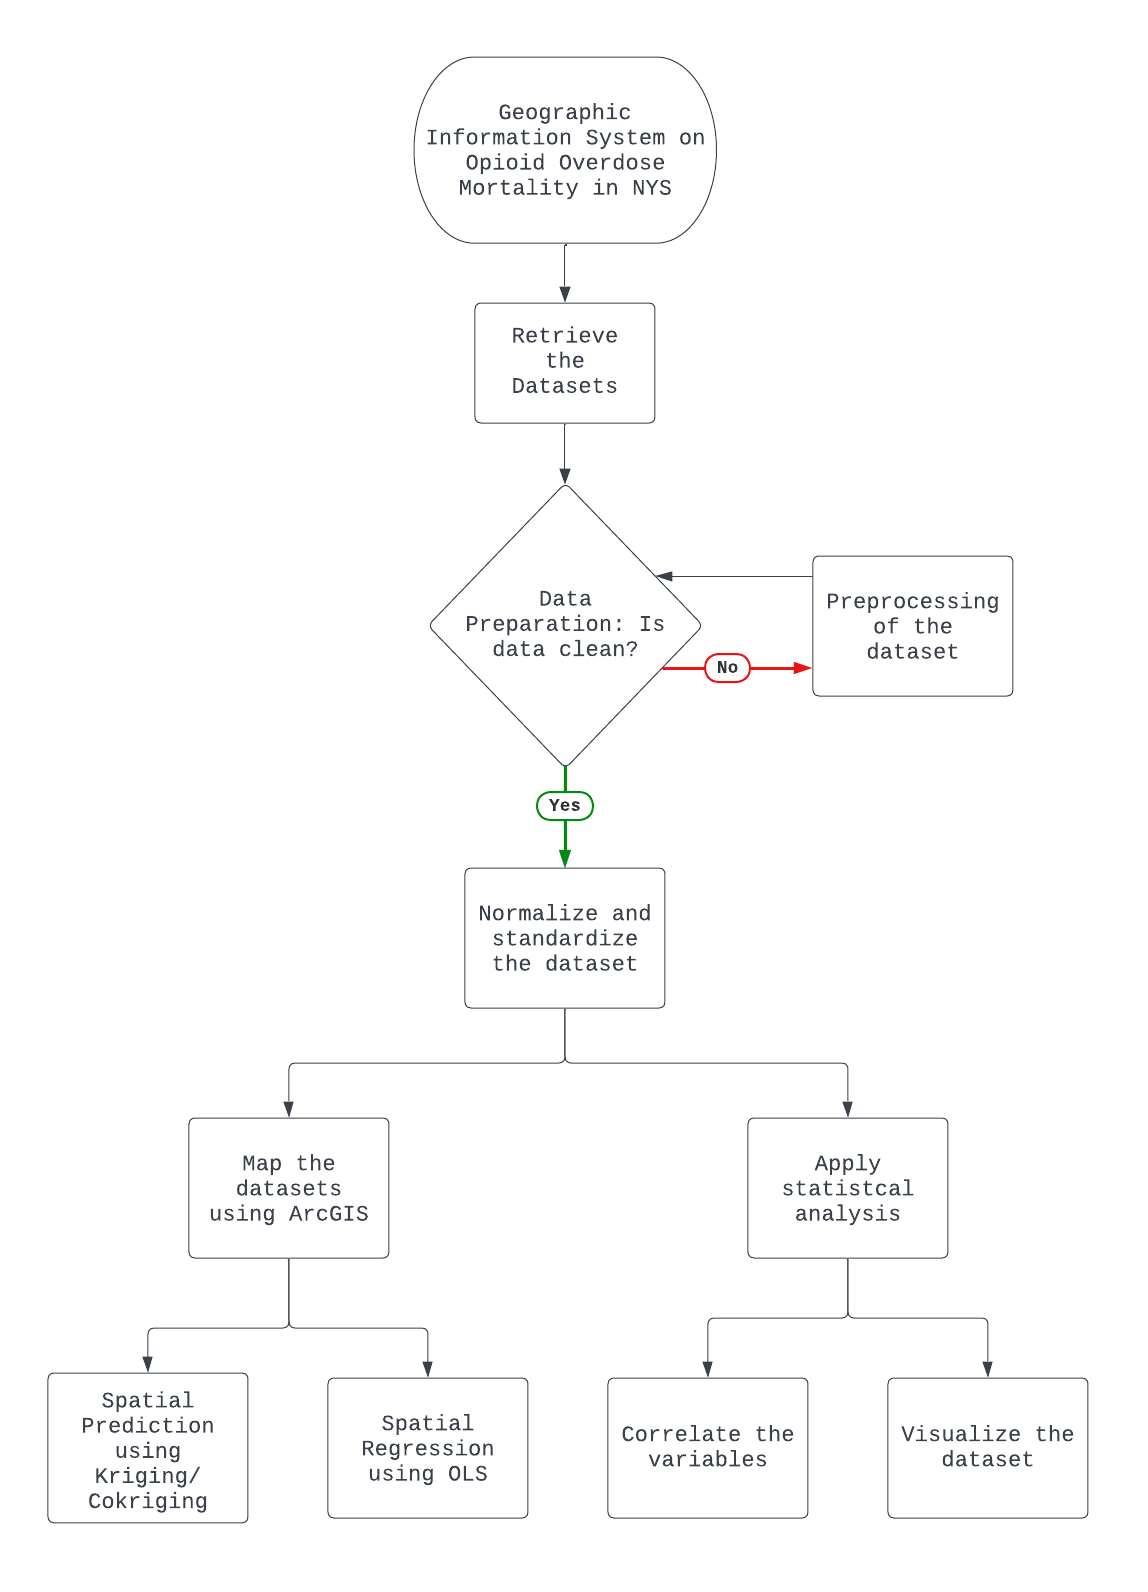 Geographic
Information System on
Opioid Overdose
Mortality in NYS
Retrieve
the
Datasets
Data
Preparation: Is
data clean?
Preprocessing
of the
dataset
No
Yes
Normalize and
standardize
the dataset
Map the
datasets
using ArcGIS
Apply
statistcal
analysis
Spatial
Prediction
using
Kriging/
Cokriging
Spatial
Regression
using OLS
Correlate the
variables
Visualize the
dataset